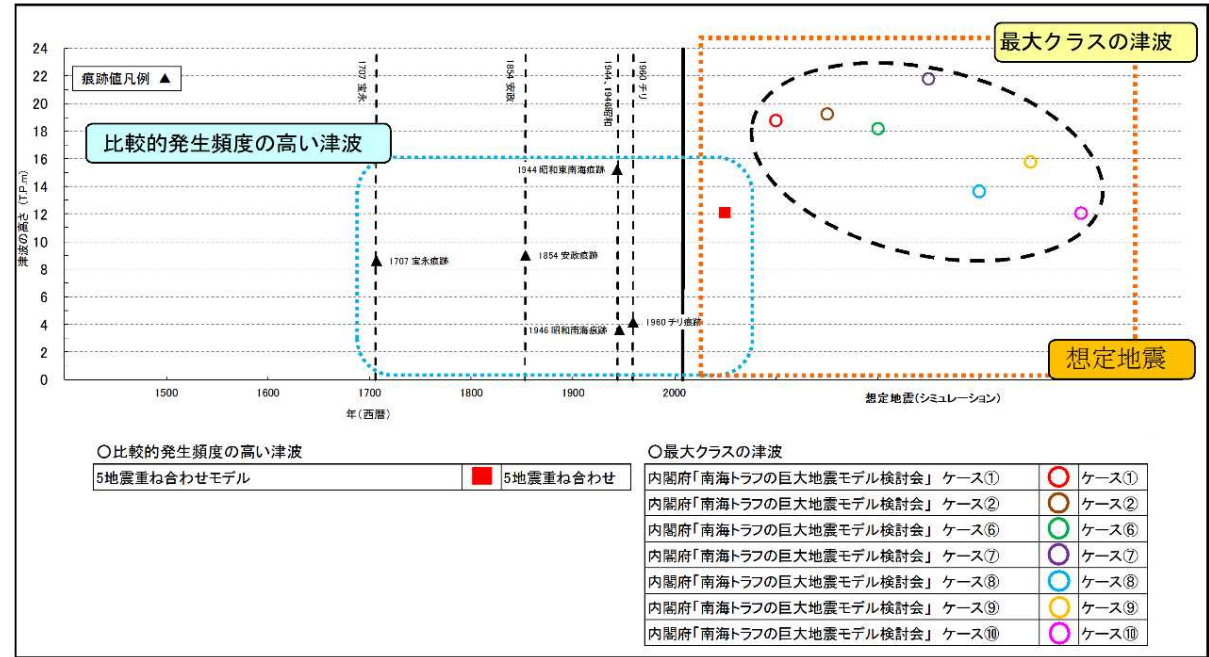 最大クラスの津波
24
22
20
18
16
14
12
10
8
6
4
2
0
津波の高さ (T.P.m)
痕跡値凡例 ▲
1707 宝永
1854 安政
1944、1946昭和
1960 チリ
比較的発生頻度の高い津波
1944 昭和東南海痕跡
1707 宝永痕跡
1854 安政痕跡
1946 昭和南海痕跡
1960 チリ痕跡
想定地震
1500
1600
1700
1800
1900
2000
年(西暦)
想定地震(シミュレーション)
〇比較的発生頻度の高い津波
5地震重ね合わせモデル 5地震重ね合わせ
〇最大クラスの津波
内閣府「南海トラフの巨大地震モデル検討会」 ケース① ケース①
内閣府「南海トラフの巨大地震モデル検討会」 ケース② ケース②
内閣府「南海トラフの巨大地震モデル検討会」 ケース⑥ ケース⑥
内閣府「南海トラフの巨大地震モデル検討会」 ケース⑦ ケース⑦
内閣府「南海トラフの巨大地震モデル検討会」 ケース⑧ ケース⑧
内閣府「南海トラフの巨大地震モデル検討会」 ケース⑨ ケース⑨
内閣府「南海トラフの巨大地震モデル検討会」 ケース⑩ ケース⑩